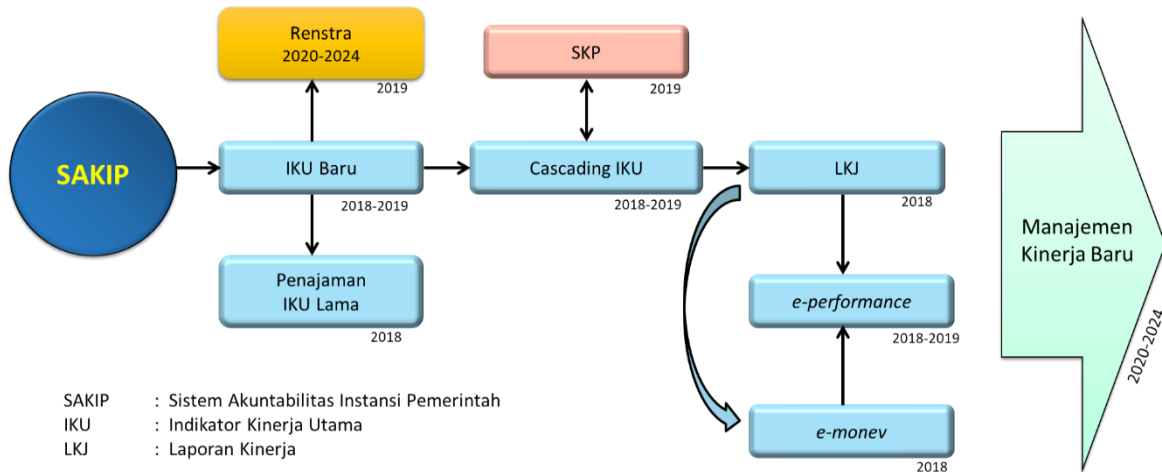 Renstra
2020-2024
2019
SKP
2019
SAKIP
IKU Baru
2018-2019
Cascading IKU
2018-2019
LKJ
2018
Penajaman
IKU Lama
2018
e-performance
2018-2019
e-monev
2018
Manajemen
Kinerja Baru
2020-2024
SAKIP : Sistem Akuntabilitas Instansi Pemerintah
IKU : Indikator Kinerja Utama
LKJ : Laporan Kinerja